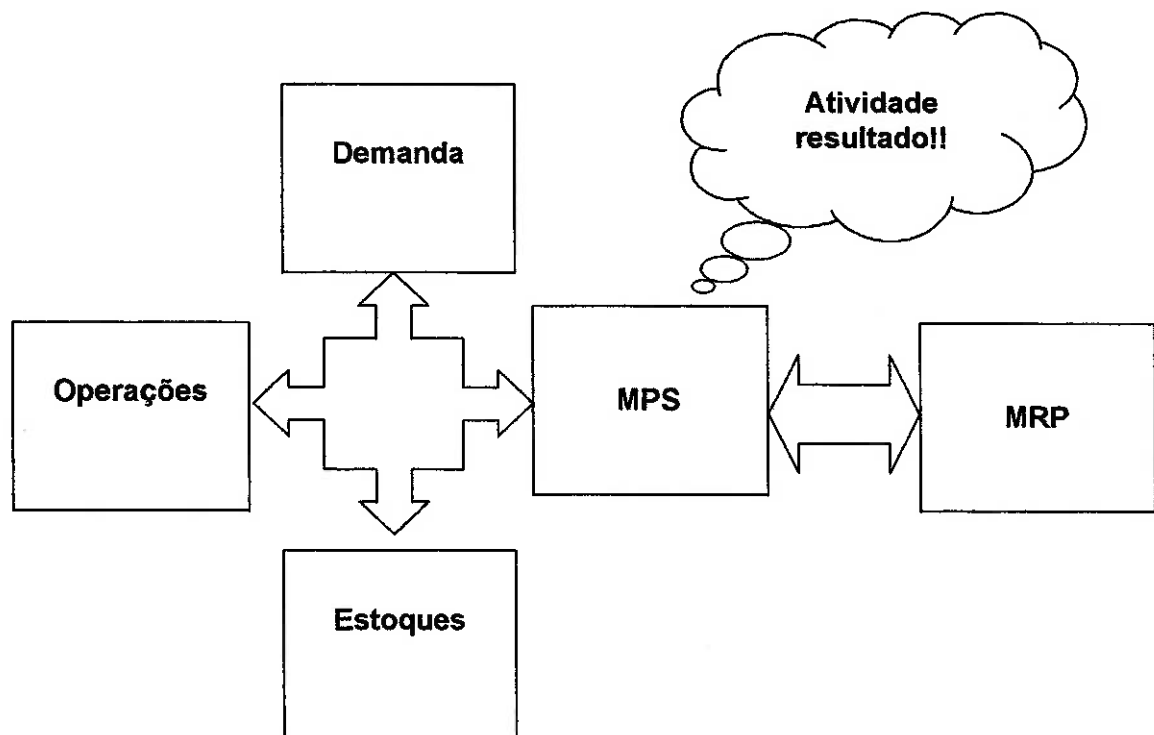 Atividade
resultado!!
Demanda
Operações
MPS
MRP
Estoques